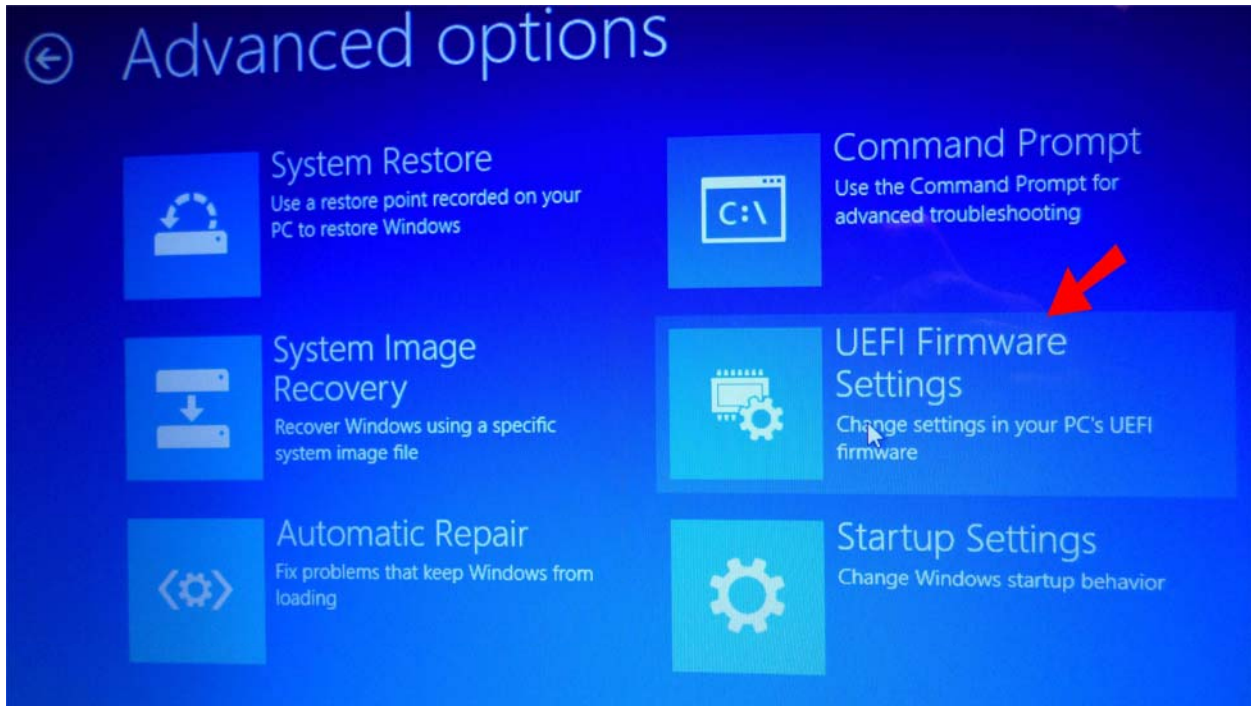 Advanced options
System Restore
Use a restore point recorded on your
PC to restore Windows
System Image
Recovery
Recover Windows using a specific
system image file
Automatic Repair
Fix problems that keep Windows from
loading
Command Prompt
Use the Command Prompt for
advanced troubleshooting
C:\
UEFI Firmware
Settings
Change settings in your PC's UEFI
firmware
Startup Settings
Change Windows startup behavior